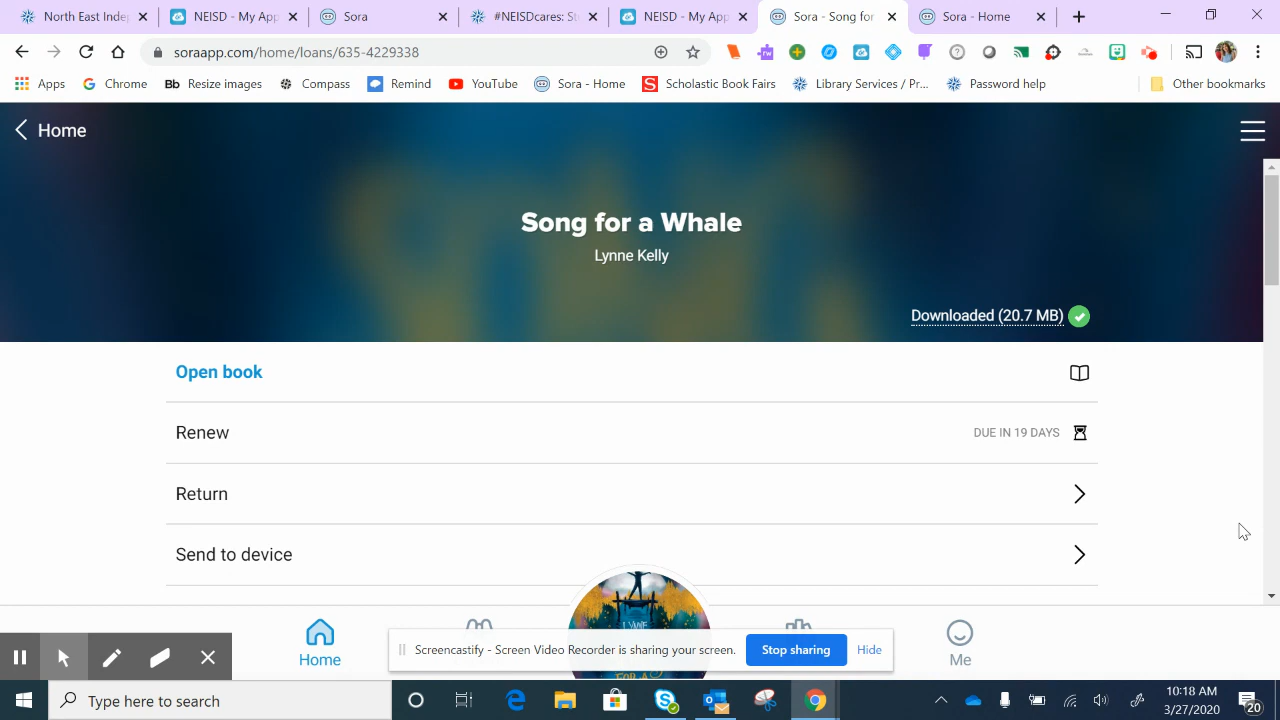 North East Inde
NEISD - My App
Sora
#NEISDcares: St
NEISD - My App
Sora - Song for
Sora - Home
soraapp.com/home/loans/635-4229338
Apps
Chrome
Bb
Resize images
Compass
Remind
YouTube
Sora - Home
S
Scholastic Book Fairs
Library Services / Pr...
Password help
Other bookmarks
Home
Song for a Whale
Lynne Kelly
Downloaded (20.7 MB)
Open book
Renew
DUE IN 19 DAYS
Return
Send to device
LYNNE
FOR A
Home
Screencastify - Screen Video Recorder is sharing your screen.
Stop sharing
Hide
Me
Type here to search
10:18 AM
3/27/2020
20